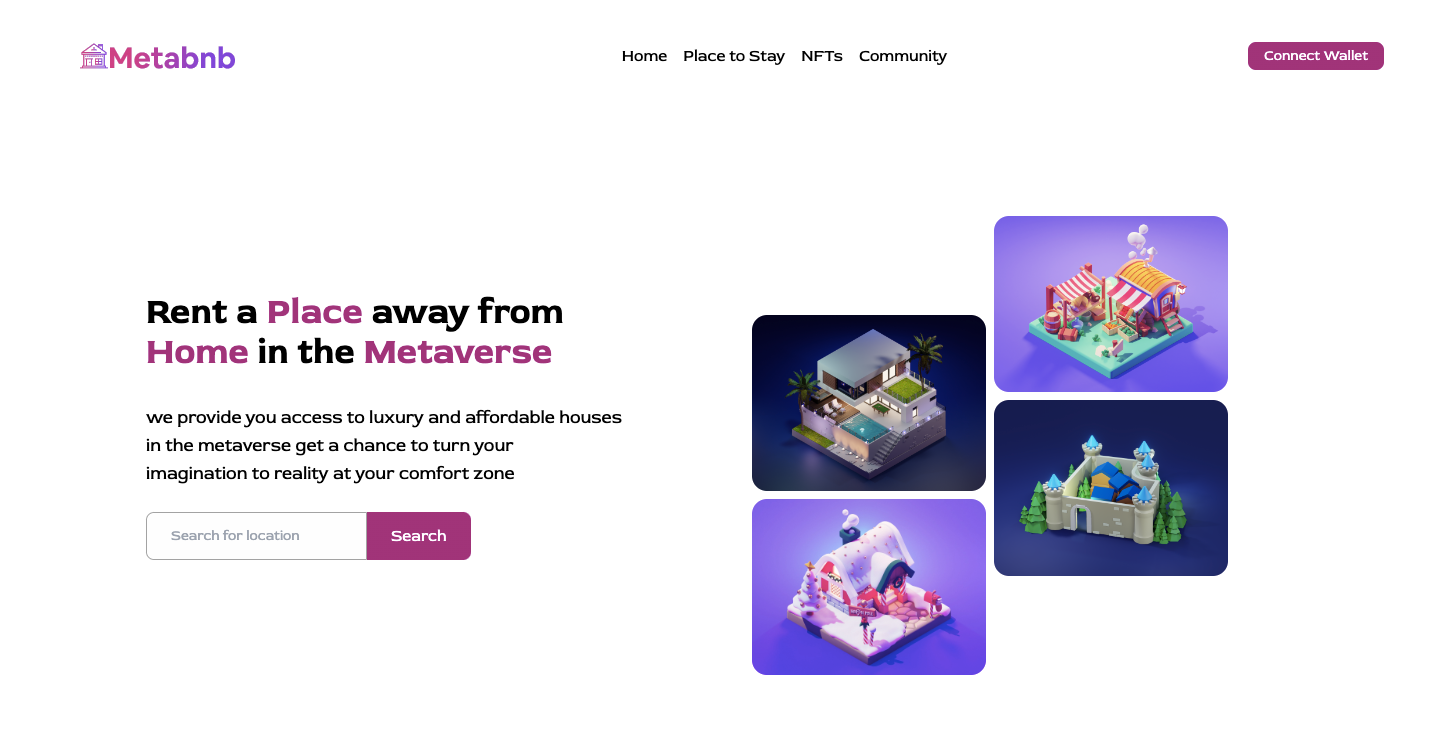 Metabnb
Home Place to Stay NFTs Community
Connect Wallet
Rent a Place away from
Home in the Metaverse
we provide you access to luxury and affordable houses
in the metaverse get a chance to turn your
imagination to reality at your comfort zone
Search for location
Search